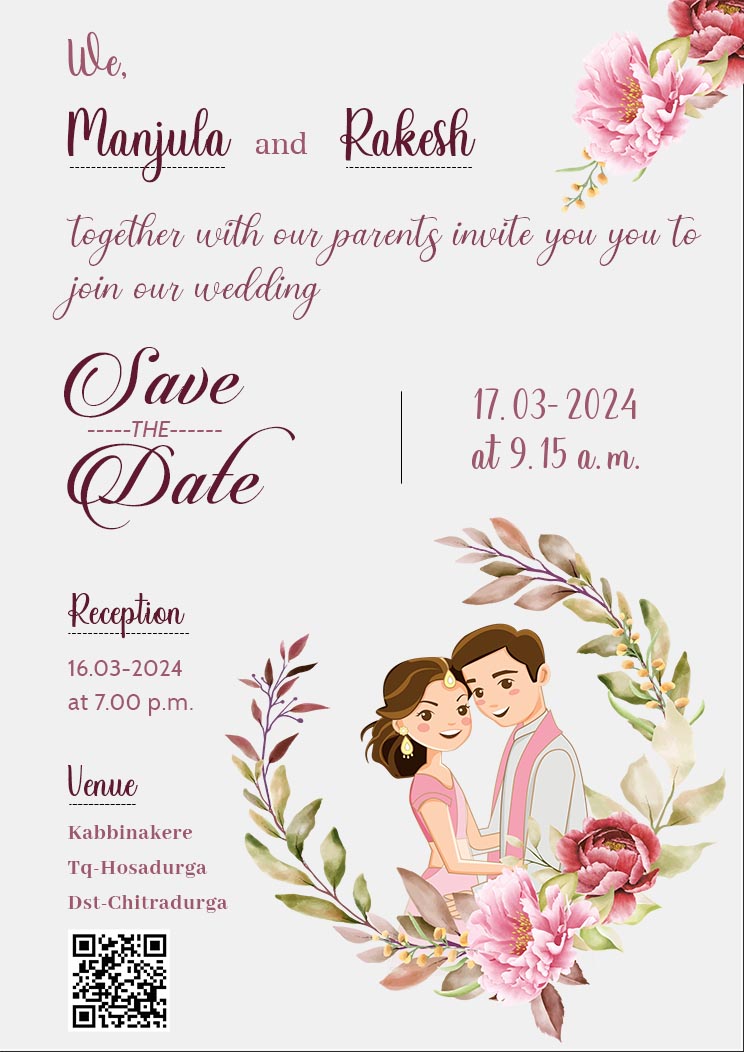 We,
Manjula and Rakesh
together with our parents invite you you to
join our wedding
Save
-----THE------
Date
17.03-2024
at 9.15 a.m.
Reception
16.03-2024
at 7.00 p.m.
Venue
Kabbinakere
Tq-Hosadurga
Dst-Chitradurga